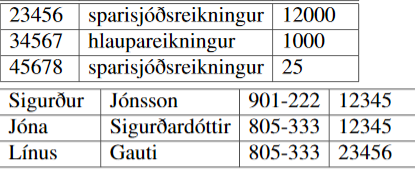 23456 sparisjóðsreikningur 12000
34567 hlaupareikningur 1000
45678 sparisjóðsreikningur 25
Sigurður Jónsson 901-222 12345
Jóna Sigurðardóttir 805-333 12345
Línus Gauti 805-333 23456